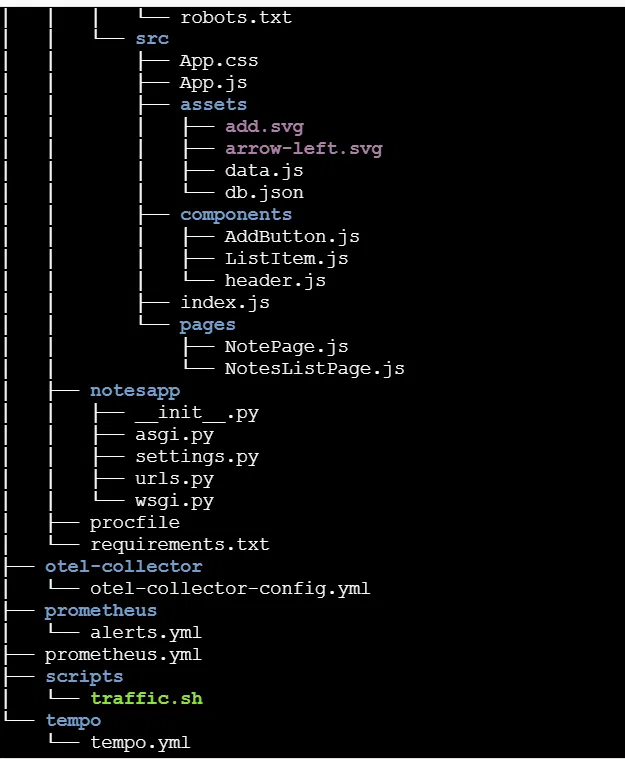 │   │   │   └── robots.txt
│   │   └── src
│   │       ├── App.css
│   │       ├── App.js
│   │       ├── assets
│   │       │   ├── add.svg
│   │       │   ├── arrow-left.svg
│   │       │   ├── data.js
│   │       │   └── db.json
│   │       ├── components
│   │       │   ├── AddButton.js
│   │       │   ├── ListItem.js
│   │       │   └── header.js
│   │       ├── index.js
│   │       └── pages
│   │           ├── NotePage.js
│   │           └── NotesListPage.js
│   ├── notesapp
│   │   ├── __init__.py
│   │   ├── asgi.py
│   │   ├── settings.py
│   │   ├── urls.py
│   │   └── wsgi.py
│   ├── procfile
│   └── requirements.txt
├── otel-collector
│   └── otel-collector-config.yml
├── prometheus
│   └── alerts.yml
├── prometheus.yml
├── scripts
│   └── traffic.sh
└── tempo
    └── tempo.yml